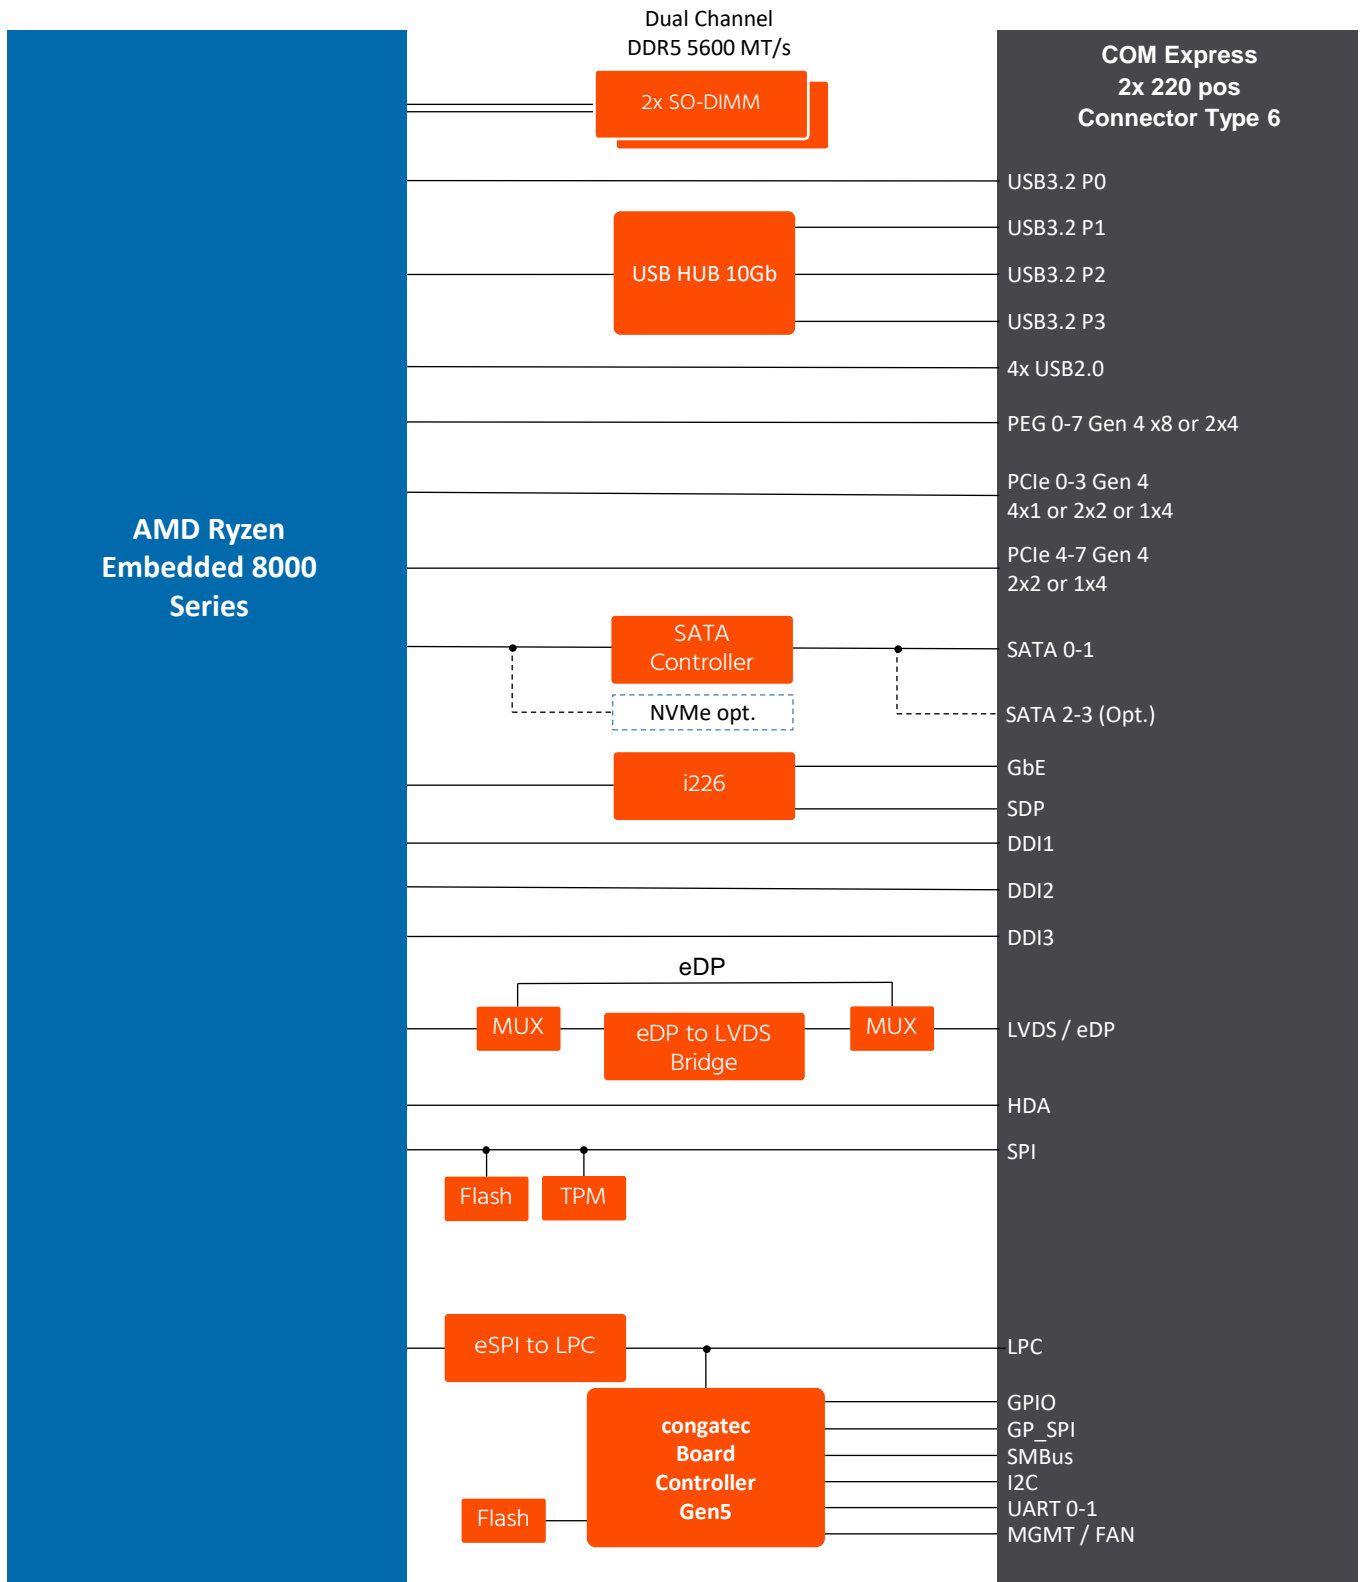 Dual Channel
DDR5 5600 MT/s
2x SO-DIMM
COM Express
2x 220 pos
Connector Type 6
USB3.2 P0
USB3.2 P1
USB HUB 10Gb
USB3.2 P2
USB3.2 P3
4x USB2.0
PEG 0-7 Gen 4 x8 or 2x4
PCIe 0-3 Gen 4
4x1 or 2x2 or 1x4
AMD Ryzen
Embedded 8000
Series
PCIe 4-7 Gen 4
2x2 or 1x4
SATA
Controller
SATA 0-1
NVMe opt.
SATA 2-3 (Opt.)
i226
GbE
SDP
DDI1
DDI2
DDI3
eDP
MUX
eDP to LVDS
Bridge
MUX
LVDS / eDP
HDA
SPI
Flash
TPM
eSPI to LPC
LPC
congatec
Board
Controller
Gen5
Flash
GPIO
GP_SPI
SMBus
I2C
UART 0-1
MGMT / FAN